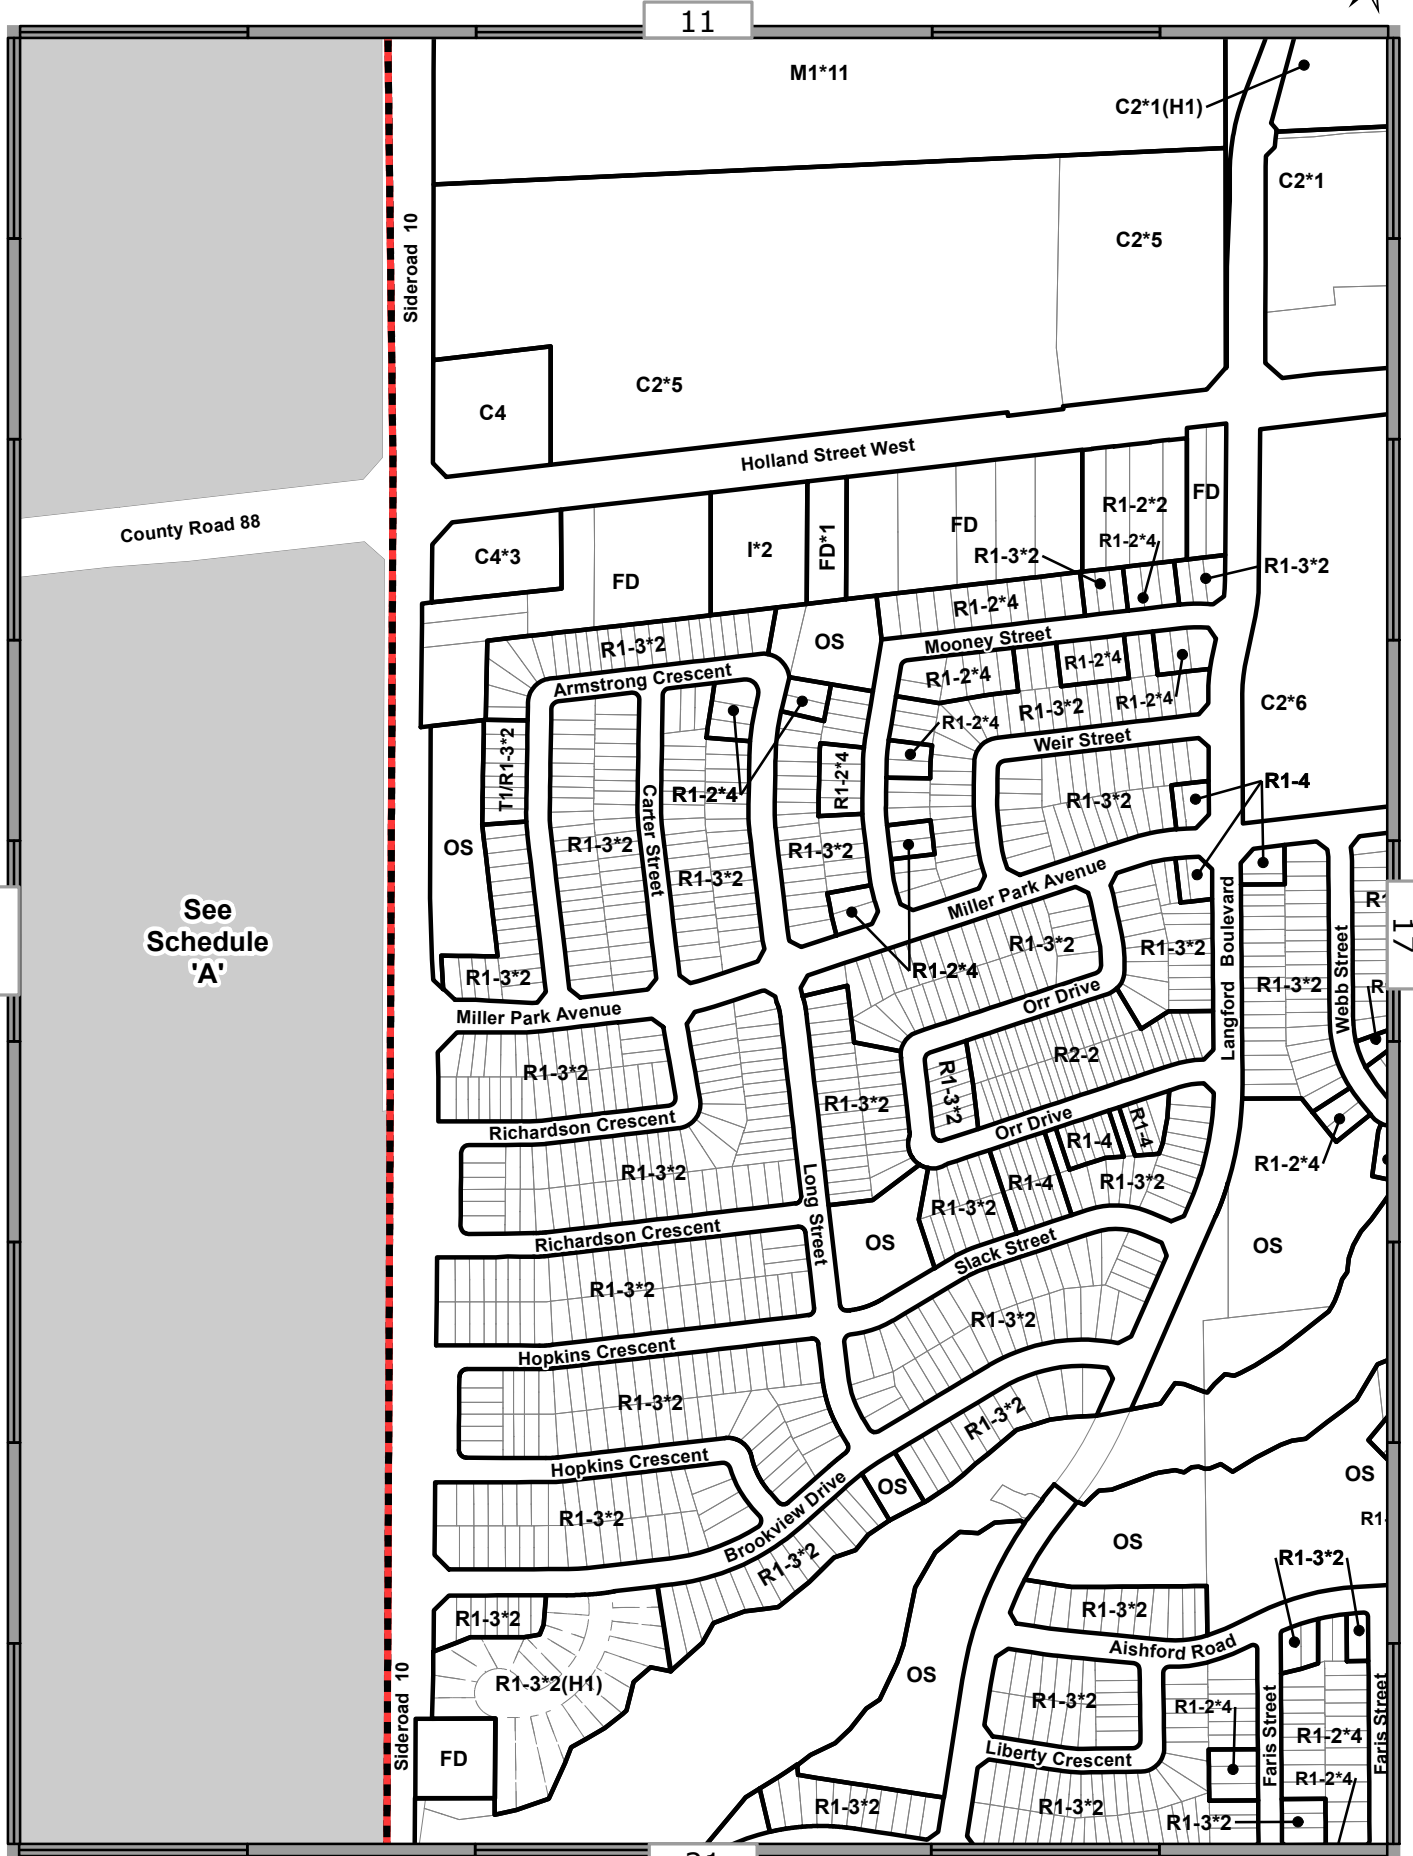 11
M1*11
C2*1(H1)
C2*1
Sideroad 10
C2*5
C2*5
C4
Holland Street West
County Road 88
FD
R1-2*2
FD
R1-2*4
I*2
FD*1
C4*3
R1-3*2
R1-3*2
FD
R1-2*4
R1-3*2
OS
Mooney Street
R1-2*4
R1-2*4
Armstrong Crescent
R1-2*4
R1-3*2
C2*6
R1-2*4
Weir Street
T1/R1-3*2
R1-2*4
R1-4
R1-2*4
R1-3*2
Carter Street
R1-3*2
OS
R1-3*2
R1-3*2
Miller Park Avenue
See
Schedule
'A'
R1-3*2
R1-3*2
Langford Boulevard
17
R1-2*4
R1-3*2
R1-3*2
Webb Street
Orr Drive
Miller Park Avenue
R2-2
R1-3*2
R1-3*2
R1-3*2
Orr Drive
Richardson Crescent
R1-4
R1-4
R1-2*4
R1-3*2
R1-4
R1-3*2
R1-3*2
Long Street
Richardson Crescent
OS
Slack Street
OS
R1-3*2
R1-3*2
Hopkins Crescent
R1-3*2
R1-3*2
Hopkins Crescent
OS
OS
R1-3*2
Brookview Drive
OS
R1-3*2
R1-3*2
R1-3*2
R1-3*2
Aishford Road
OS
R1-3*2(H1)
Sideroad 10
R1-3*2
R1-2*4
Faris Street
R1-2*4
Faris Street
FD
Liberty Crescent
R1-2*4
R1-3*2
R1-3*2
R1-3*2